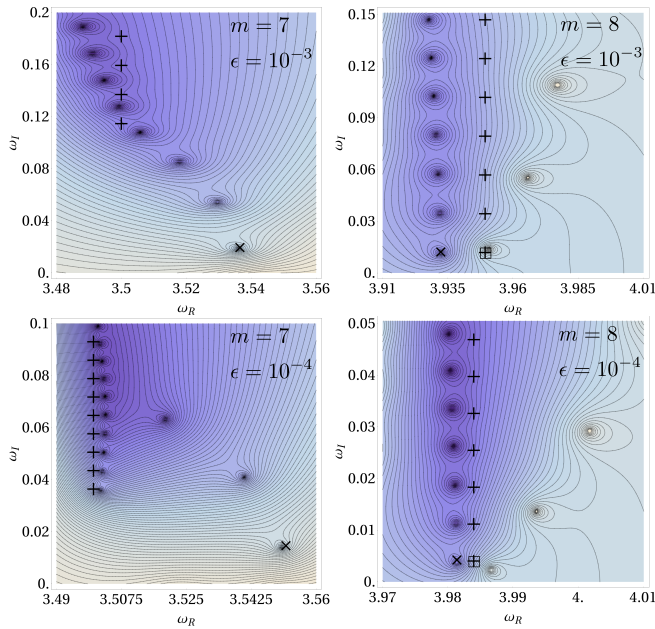 0.2
0.16
0.12
0.08
0.04
0.
ω_I
m = 7
ϵ = 10^{-3}
3.48 3.5 3.52 3.54 3.56
ω_R
0.15
0.12
0.09
0.06
0.03
0.
ω_I
m = 8
ϵ = 10^{-3}
3.91 3.935 3.96 3.985 4.01
ω_R
0.1
0.08
0.06
0.04
0.02
0.
ω_I
m = 7
ϵ = 10^{-4}
3.49 3.5075 3.525 3.5425 3.56
ω_R
0.05
0.04
0.03
0.02
0.01
0.
ω_I
m = 8
ϵ = 10^{-4}
3.97 3.98 3.99 4. 4.01
ω_R